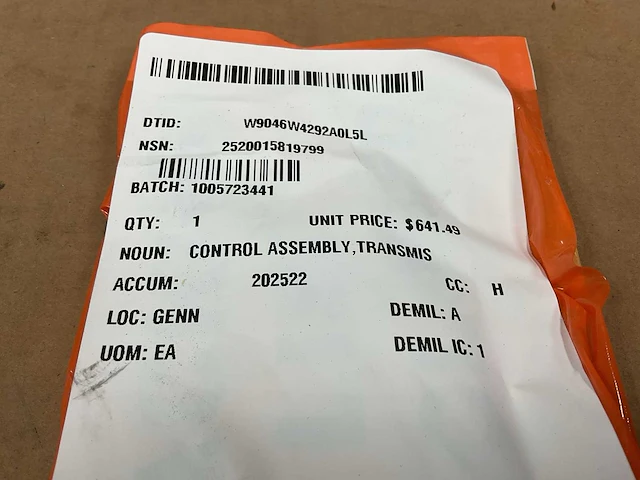 DTID: W9046W4292A0L5L
NSN: 2520015819799
BATCH: 1005723441
QTY: 1 UNIT PRICE: $641.49
NOUN: CONTROL ASSEMBLY,TRANSMIS
ACCUM: 202522 CC: H
LOC: GENN DEMIL: A
UOM: EA DEMIL IC: 1